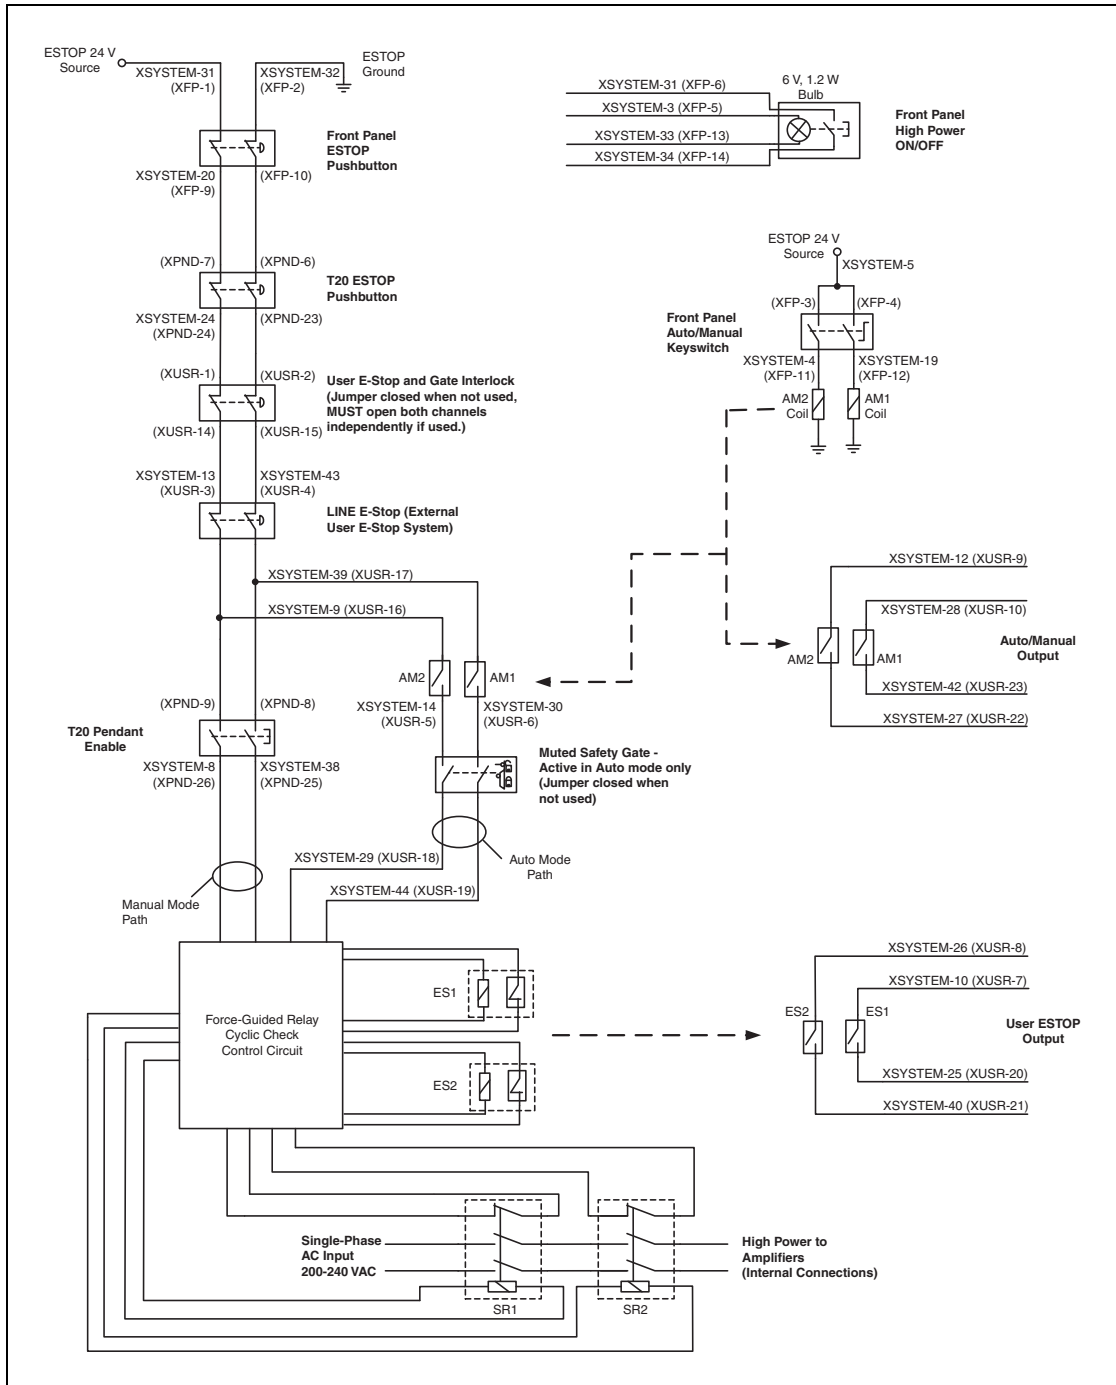 ESTOP 24 V
Source
XSYSTEM-31
(XFP-1)
XSYSTEM-32
(XFP-2)
ESTOP
Ground
Front Panel
ESTOP
Pushbutton
XSYSTEM-20
(XFP-9)
(XFP-10)
(XPND-7)
(XPND-6)
T20 ESTOP
Pushbutton
XSYSTEM-24
(XPND-24)
(XPND-23)
(XUSR-1)
(XUSR-2)
User E-Stop and Gate Interlock
(Jumper closed when not used,
MUST open both channels
independently if used.)
(XUSR-14)
(XUSR-15)
XSYSTEM-13
(XUSR-3)
XSYSTEM-43
(XUSR-4)
LINE E-Stop (External
User E-Stop System)
XSYSTEM-39 (XUSR-17)
XSYSTEM-9 (XUSR-16)
AM2
AM1
XSYSTEM-14
(XUSR-5)
XSYSTEM-30
(XUSR-6)
(XPND-9)
(XPND-8)
T20 Pendant
Enable
XSYSTEM-8
(XPND-26)
XSYSTEM-38
(XPND-25)
Muted Safety Gate -
Active in Auto mode only
(Jumper closed when
not used)
Auto Mode
Path
XSYSTEM-29 (XUSR-18)
XSYSTEM-44 (XUSR-19)
Manual Mode
Path
XSYSTEM-31 (XFP-6)
XSYSTEM-3 (XFP-5)
XSYSTEM-33 (XFP-13)
XSYSTEM-34 (XFP-14)
6 V, 1.2 W
Bulb
Front Panel
High Power
ON/OFF
ESTOP 24 V
Source
XSYSTEM-5
(XFP-3)
(XFP-4)
Front Panel
Auto/Manual
Keyswitch
XSYSTEM-4
(XFP-11)
XSYSTEM-19
(XFP-12)
AM2
Coil
AM1
Coil
XSYSTEM-12 (XUSR-9)
XSYSTEM-28 (XUSR-10)
AM2
AM1
Auto/Manual
Output
XSYSTEM-42 (XUSR-23)
XSYSTEM-27 (XUSR-22)
Force-Guided Relay
Cyclic Check
Control Circuit
ES1
ES2
XSYSTEM-26 (XUSR-8)
XSYSTEM-10 (XUSR-7)
ES2
ES1
User ESTOP
Output
XSYSTEM-25 (XUSR-20)
XSYSTEM-40 (XUSR-21)
Single-Phase
AC Input
200-240 VAC
SR1
SR2
High Power to
Amplifiers
(Internal Connections)